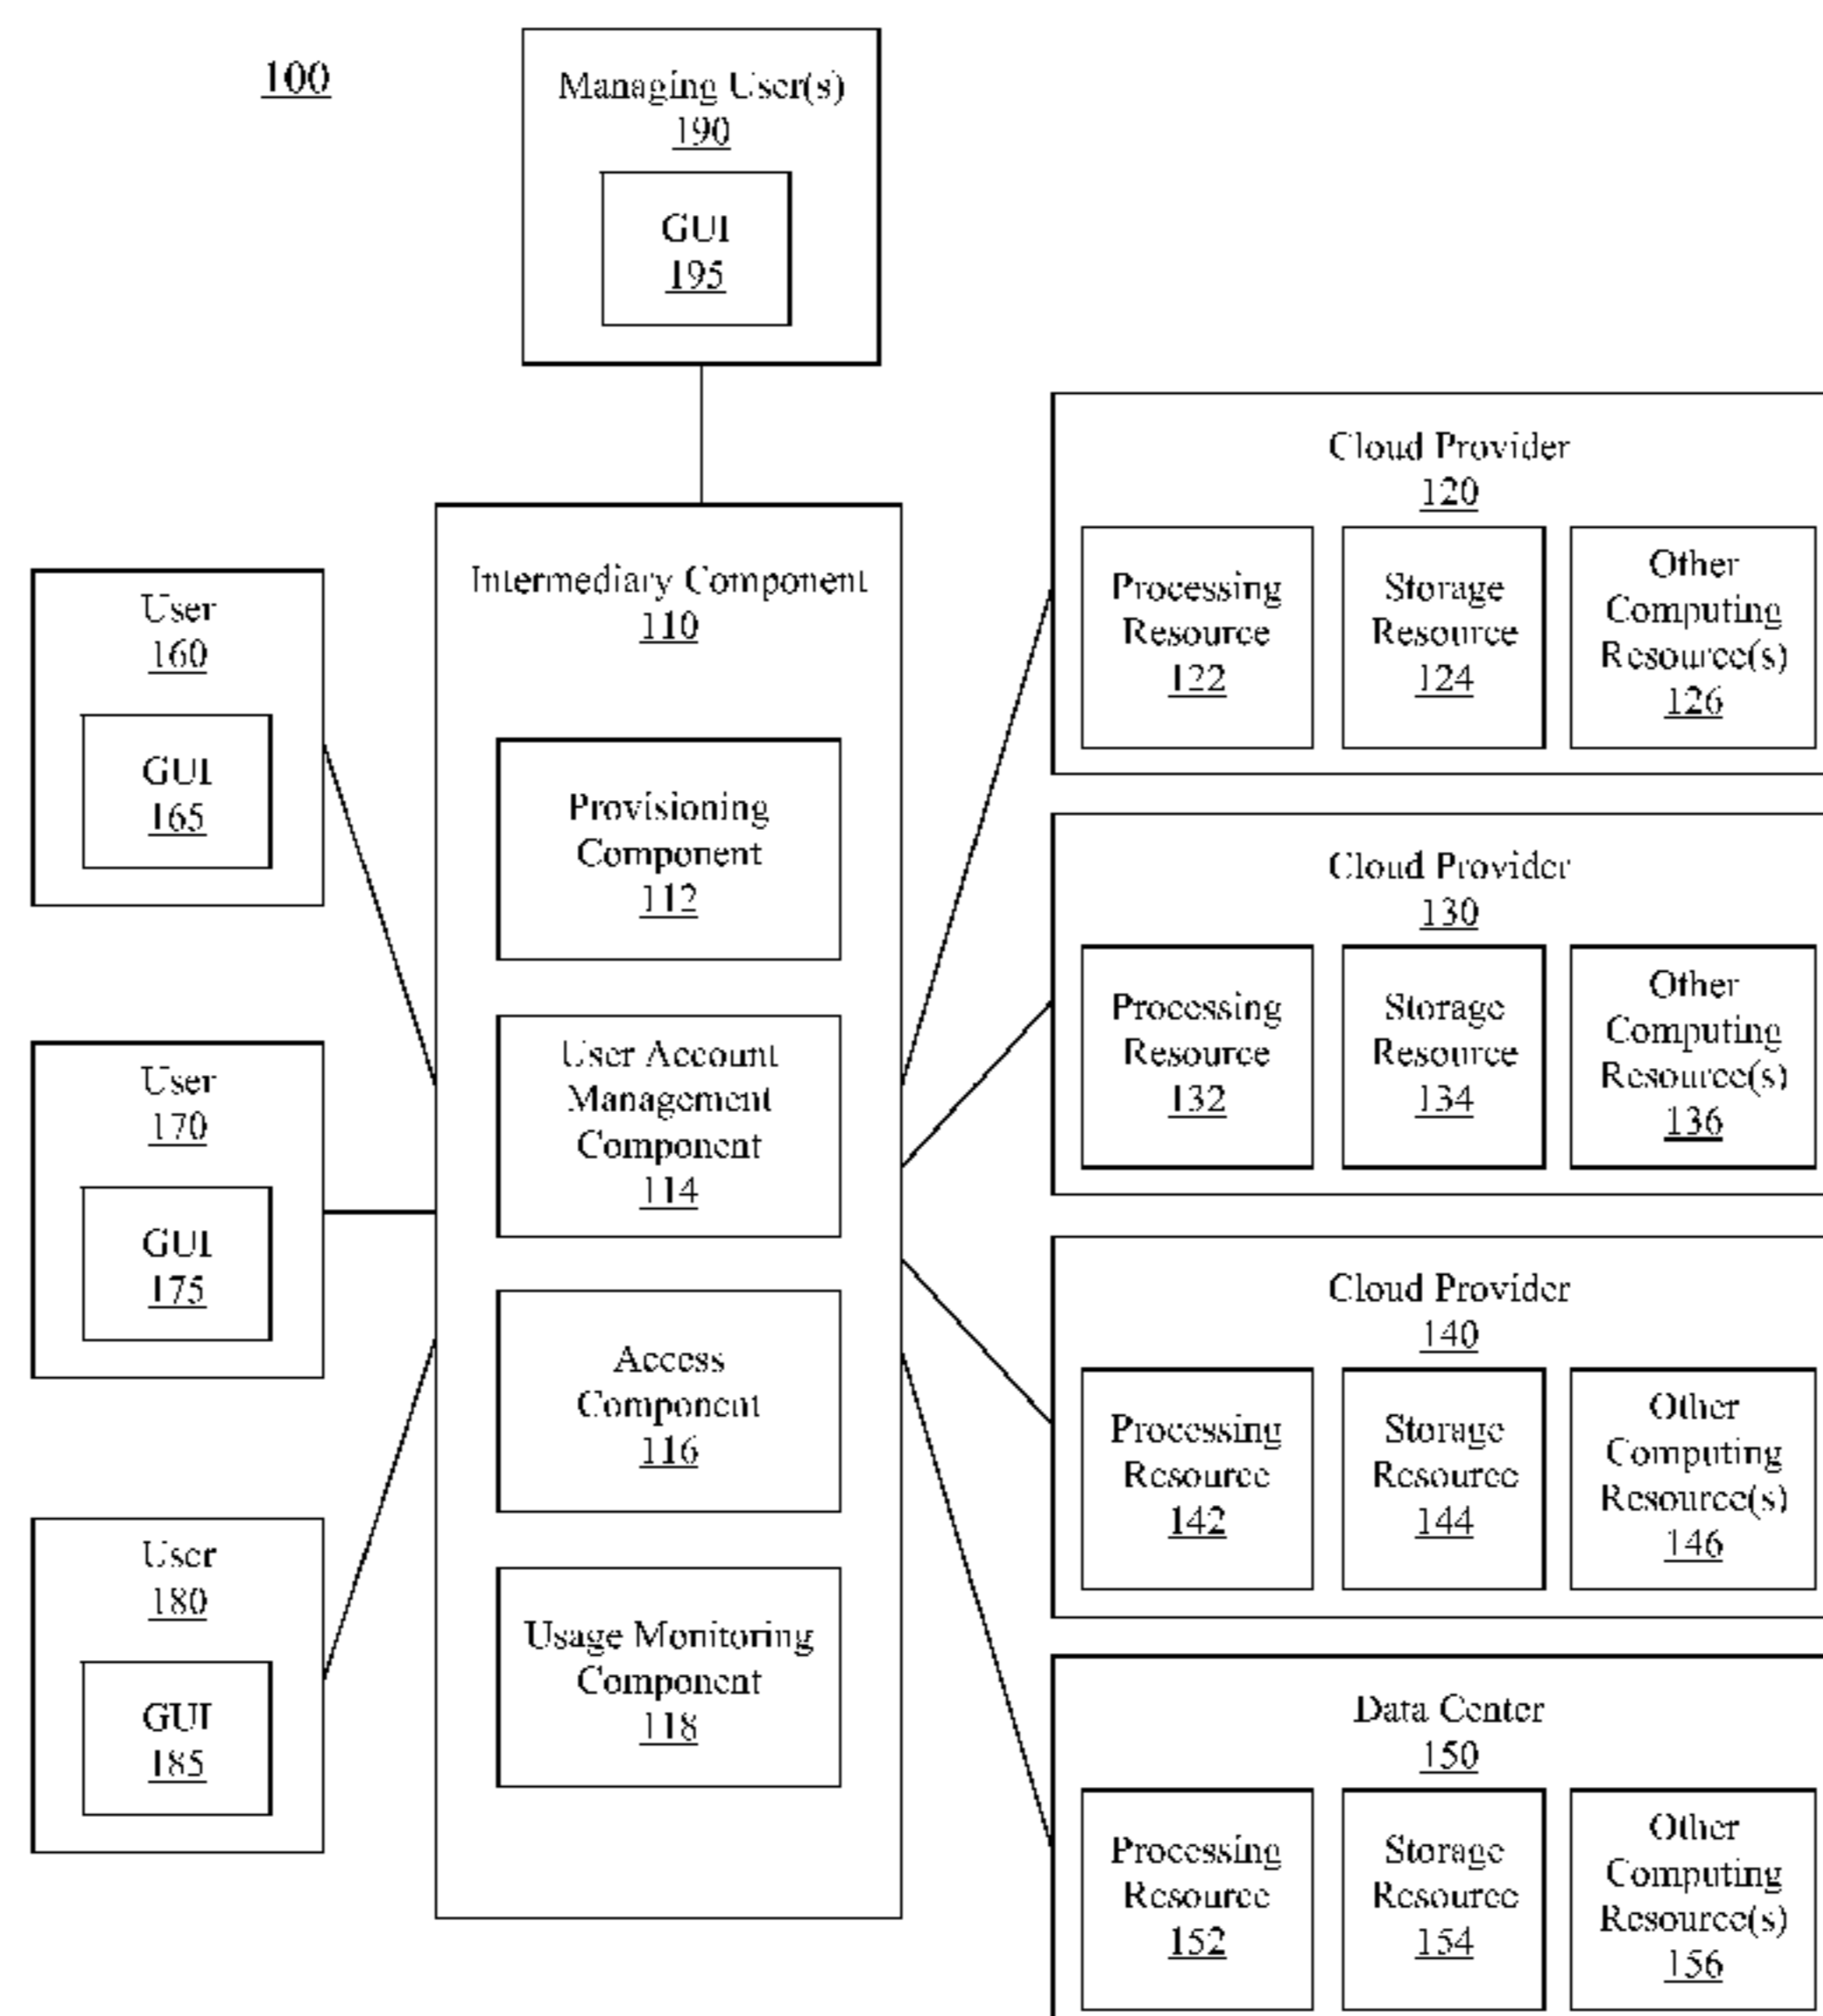 100
Managing User(s)
190
GUI
195
User
160
GUI
165
User
170
GUI
175
User
180
GUI
185
Intermediary Component
110
Provisioning
Component
112
User Account
Management
Component
114
Access
Component
116
Usage Monitoring
Component
118
Cloud Provider
120
Processing
Resource
122
Storage
Resource
124
Other
Computing
Resource(s)
126
Cloud Provider
130
Processing
Resource
132
Storage
Resource
134
Other
Computing
Resource(s)
136
Cloud Provider
140
Processing
Resource
142
Storage
Resource
144
Other
Computing
Resource(s)
146
Data Center
150
Processing
Resource
152
Storage
Resource
154
Other
Computing
Resource(s)
156